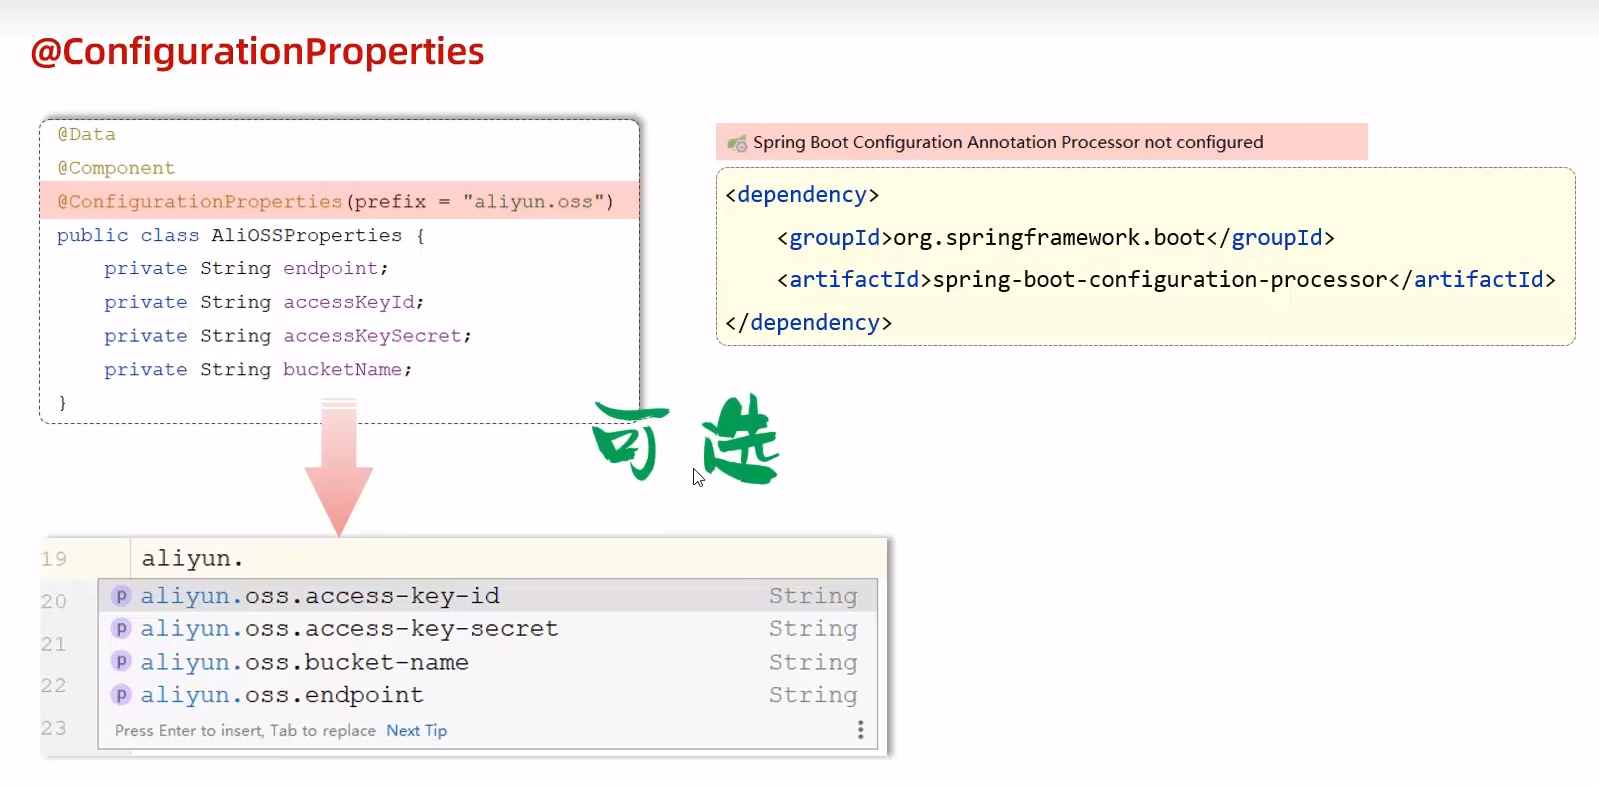 @ConfigurationProperties
@Data
@Component
@ConfigurationProperties(prefix = "aliyun.oss")
public class AliOSSProperties {
    private String endpoint;
    private String accessKeyId;
    private String accessKeySecret;
    private String bucketName;
}
Spring Boot Configuration Annotation Processor not configured
<dependency>
    <groupId>org.springframework.boot</groupId>
    <artifactId>spring-boot-configuration-processor</artifactId>
</dependency>
可选
19 aliyun.
20 p aliyun.oss.access-key-id String
p aliyun.oss.access-key-secret String
21 p aliyun.oss.bucket-name String
22 p aliyun.oss.endpoint String
23 Press Enter to insert, Tab to replace Next Tip